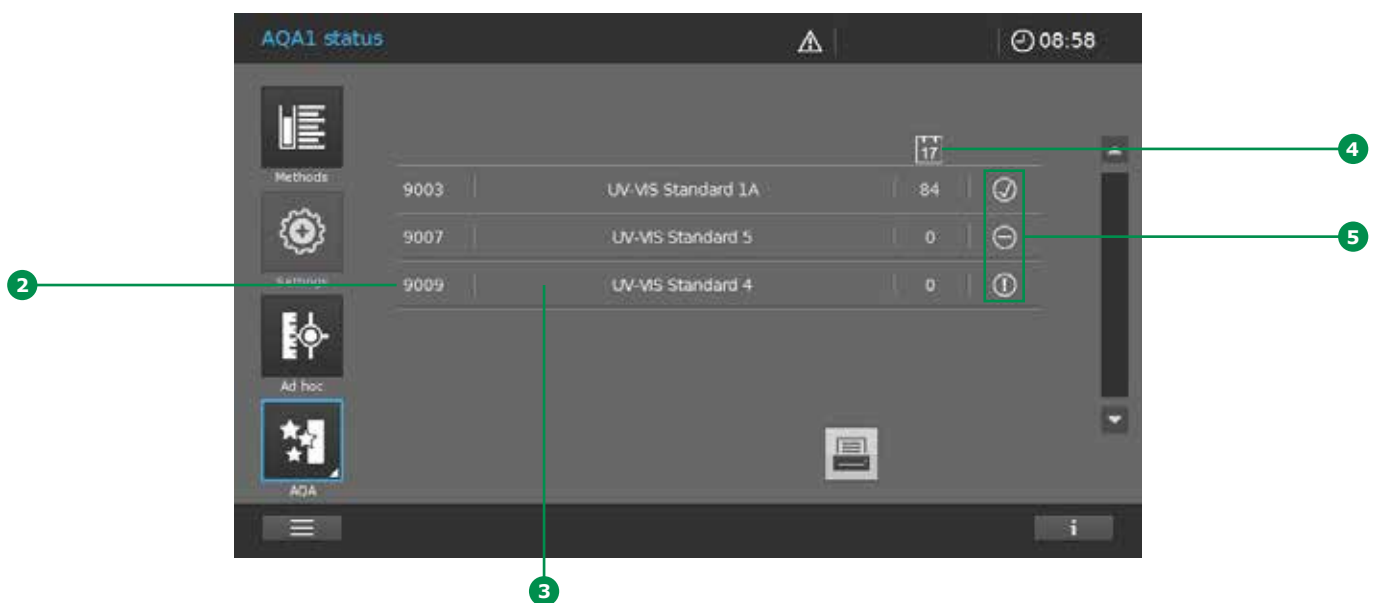 AQA1 status
08:58
17
4
Methods
9003 UV-VIS Standard 1A 84
9007 UV-VIS Standard 5 0
5
Settings
2
9009 UV-VIS Standard 4 0
Ad hoc
AQA
i
3